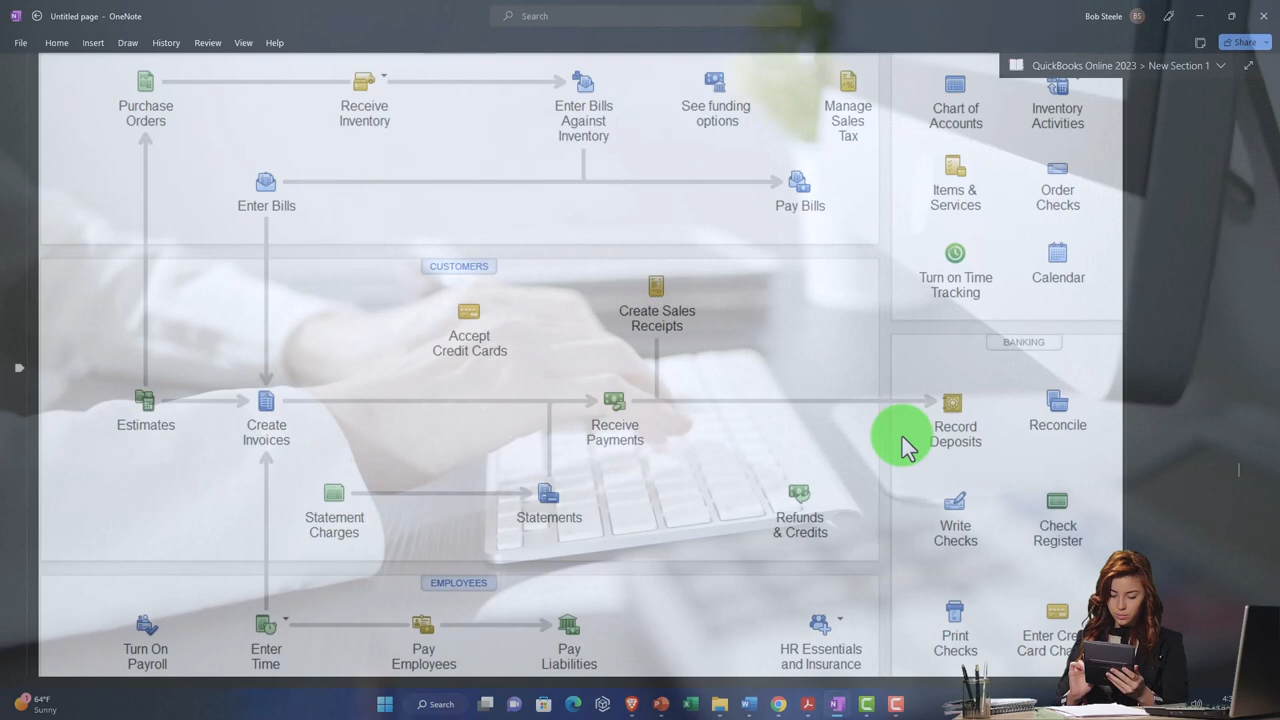 Untitled page - OneNote
Search
Bob Steele
BS
File
Home
Insert
Draw
History
Review
View
Help
Share
QuickBooks Online 2023 > New Section 1
Purchase
Orders
Receive
Inventory
Enter Bills
Against
Inventory
See funding
options
Manage
Sales
Tax
Chart of
Accounts
Inventory
Activities
Enter Bills
Pay Bills
Items &
Services
Order
Checks
Turn on Time
Tracking
Calendar
CUSTOMERS
Create Sales
Receipts
Accept
Credit Cards
BANKING
Estimates
Create
Invoices
Receive
Payments
Record
Deposits
Reconcile
Statement
Charges
Statements
Refunds
& Credits
Write
Checks
Check
Register
EMPLOYEES
Turn On
Payroll
Enter
Time
Pay
Employees
Pay
Liabilities
HR Essentials
and Insurance
Print
Checks
64°F
Sunny
Search